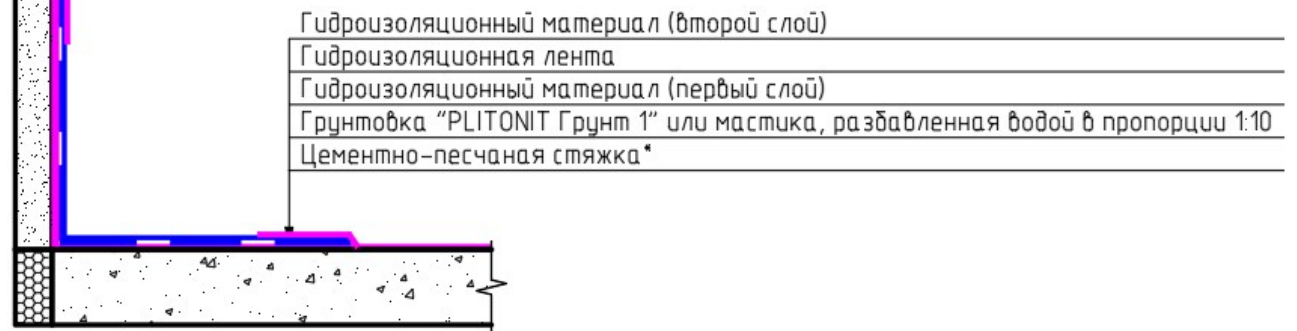 Гидроизоляционный материал (второй слой)
Гидроизоляционная лента
Гидроизоляционный материал (первый слой)
Грунтовка “PLITONIT Грунт 1” или мастика, разбавленная водой в пропорции 1:10
Цементно-песчаная стяжка*